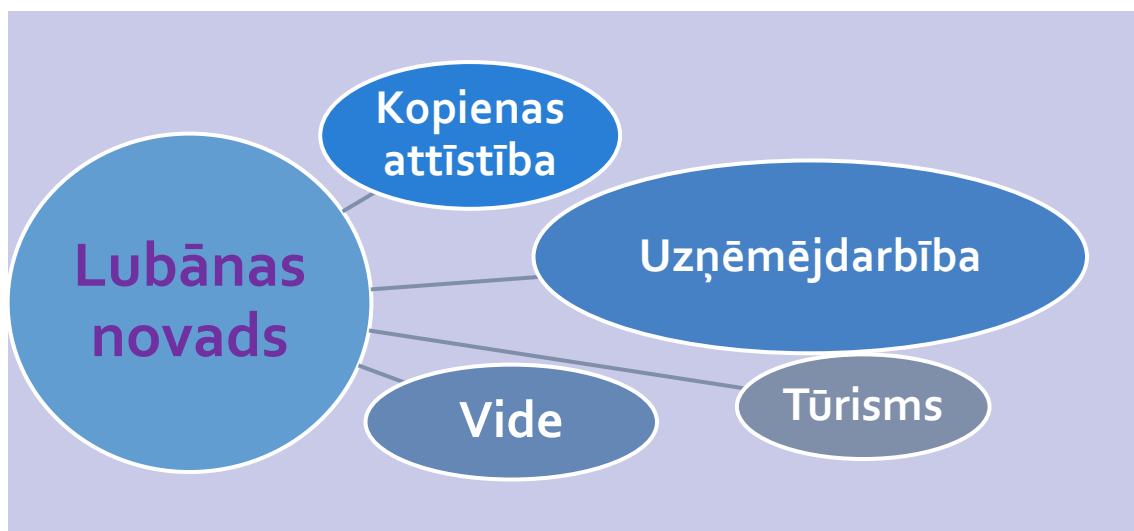 Kopienas
attīstība
Lubānas
novads
Uzņēmējdarbība
Tūrisms
Vide